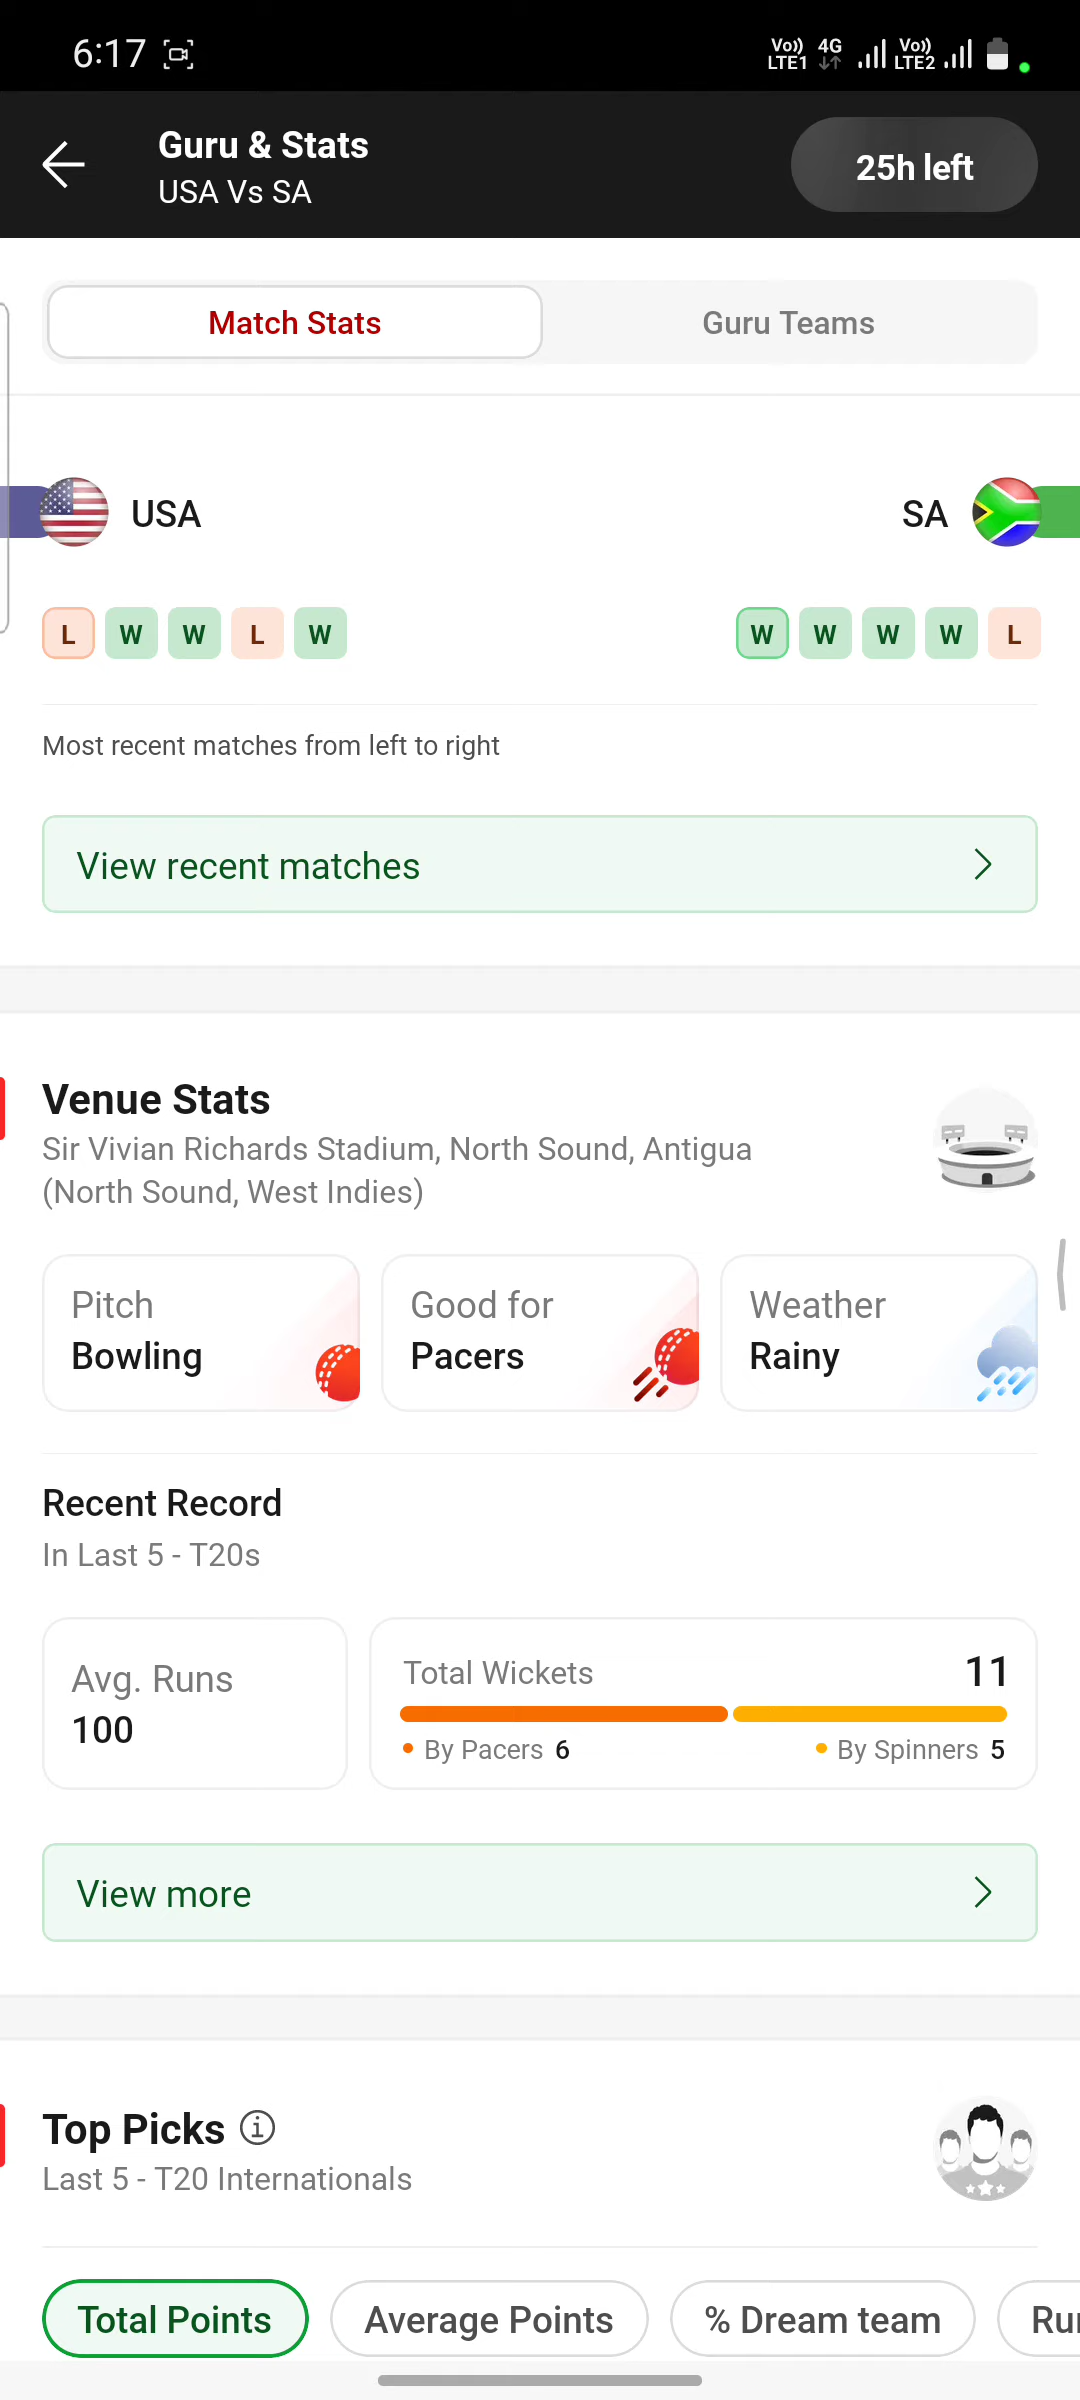 6:17
Vo)) LTE1 4G Vo)) LTE2
Guru & Stats
USA Vs SA
25h left
Match Stats
Guru Teams
USA
SA
L W W L W
W W W W L
Most recent matches from left to right
View recent matches
Venue Stats
Sir Vivian Richards Stadium, North Sound, Antigua
(North Sound, West Indies)
Pitch
Bowling
Good for
Pacers
Weather
Rainy
Recent Record
In Last 5 - T20s
Avg. Runs
100
Total Wickets 11
By Pacers 6
By Spinners 5
View more
Top Picks
Last 5 - T20 Internationals
Total Points
Average Points
% Dream team